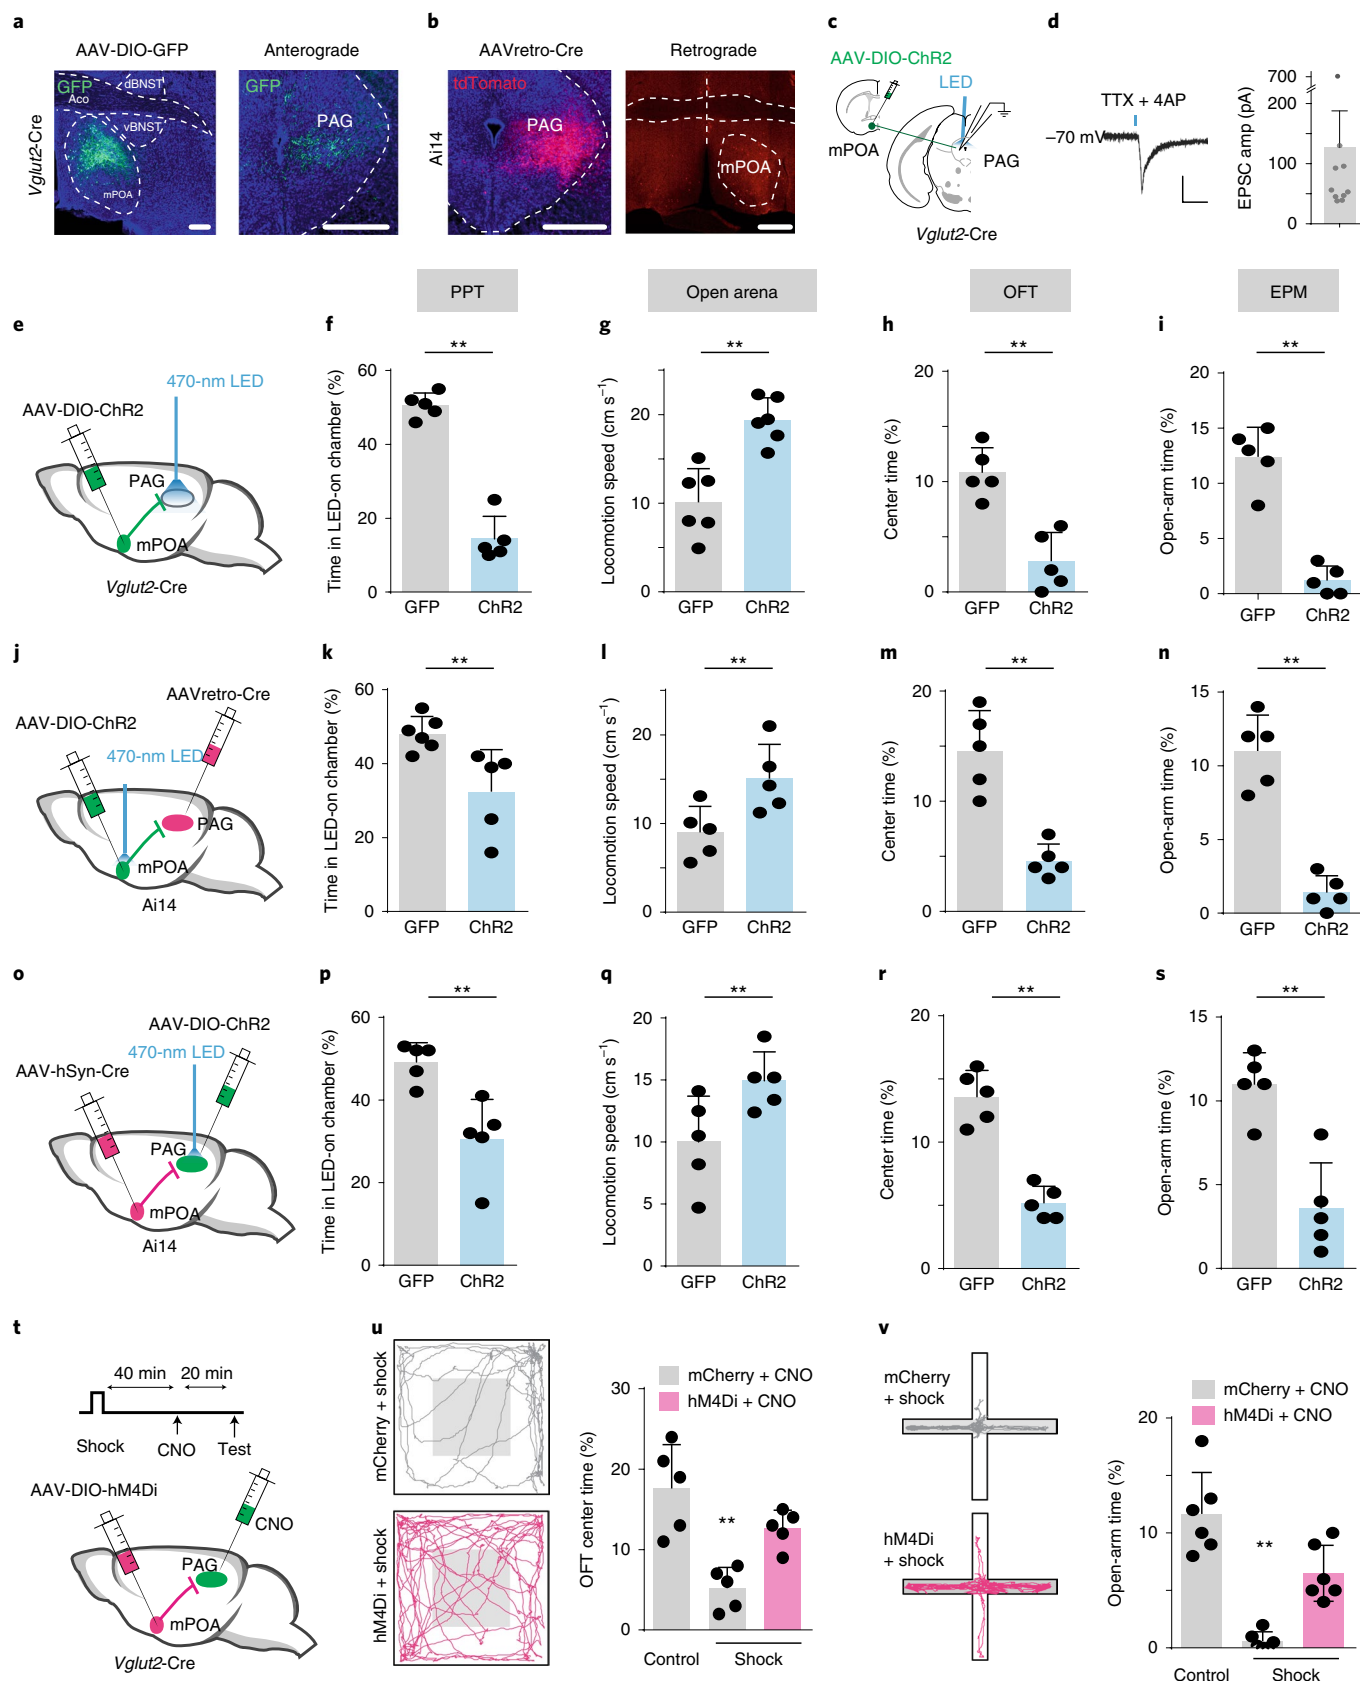 a
AAV-DIO-GFP
Anterograde
Vglut2-Cre
GFP
dBNST
Aco
vBNST
mPOA
GFP
PAG
b
AAVretro-Cre
Retrograde
Ai14
tdTomato
PAG
mPOA
c
AAV-DIO-ChR2
LED
mPOA
PAG
Vglut2-Cre
d
TTX + 4AP
–70 mV
EPSC amp (pA)
700
200
100
0
PPT
Open arena
OFT
EPM
e
470-nm LED
AAV-DIO-ChR2
PAG
mPOA
Vglut2-Cre
f
**
Time in LED-on chamber (%)
60
40
20
0
GFP
ChR2
g
**
Locomotion speed (cm s⁻¹)
20
10
0
GFP
ChR2
h
**
Center time (%)
20
10
0
GFP
ChR2
i
**
Open-arm time (%)
20
15
10
5
0
GFP
ChR2
j
AAVretro-Cre
AAV-DIO-ChR2
470-nm LED
PAG
mPOA
Ai14
k
**
Time in LED-on chamber (%)
60
40
20
0
GFP
ChR2
l
**
Locomotion speed (cm s⁻¹)
20
10
0
GFP
ChR2
m
**
Center time (%)
20
10
0
GFP
ChR2
n
**
Open-arm time (%)
15
10
5
0
GFP
ChR2
o
AAV-DIO-ChR2
470-nm LED
AAV-hSyn-Cre
PAG
mPOA
Ai14
p
**
Time in LED-on chamber (%)
60
40
20
0
GFP
ChR2
q
**
Locomotion speed (cm s⁻¹)
20
15
10
5
0
GFP
ChR2
r
**
Center time (%)
20
10
0
GFP
ChR2
s
**
Open-arm time (%)
15
10
5
0
GFP
ChR2
t
40 min
20 min
Shock
CNO
Test
AAV-DIO-hM4Di
CNO
PAG
mPOA
Vglut2-Cre
u
mCherry + shock
hM4Di + shock
mCherry + CNO
hM4Di + CNO
OFT center time (%)
30
20
10
0
**
Control
Shock
v
mCherry
+ shock
hM4Di
+ shock
mCherry + CNO
hM4Di + CNO
Open-arm time (%)
20
10
0
**
Control
Shock